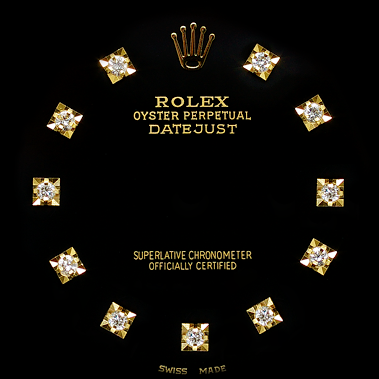 ROLEX
OYSTER PERPETUAL
DATEJUST
SUPERLATIVE CHRONOMETER
OFFICIALLY CERTIFIED
SWISS MADE